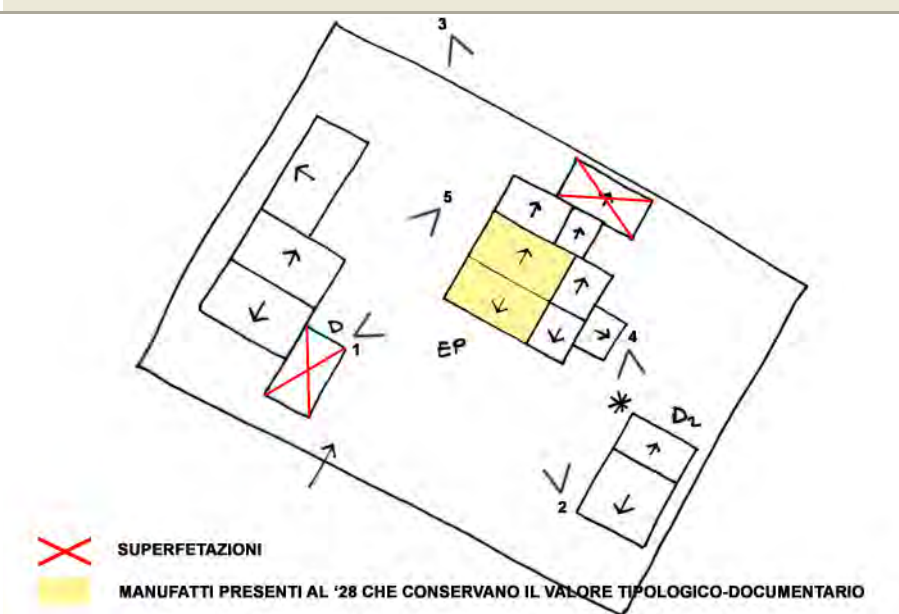 3
5
D
1
EP
4
* D2
2
SUPERFETAZIONI
MANUFATTI PRESENTI AL '28 CHE CONSERVANO IL VALORE TIPOLOGICO-DOCUMENTARIO